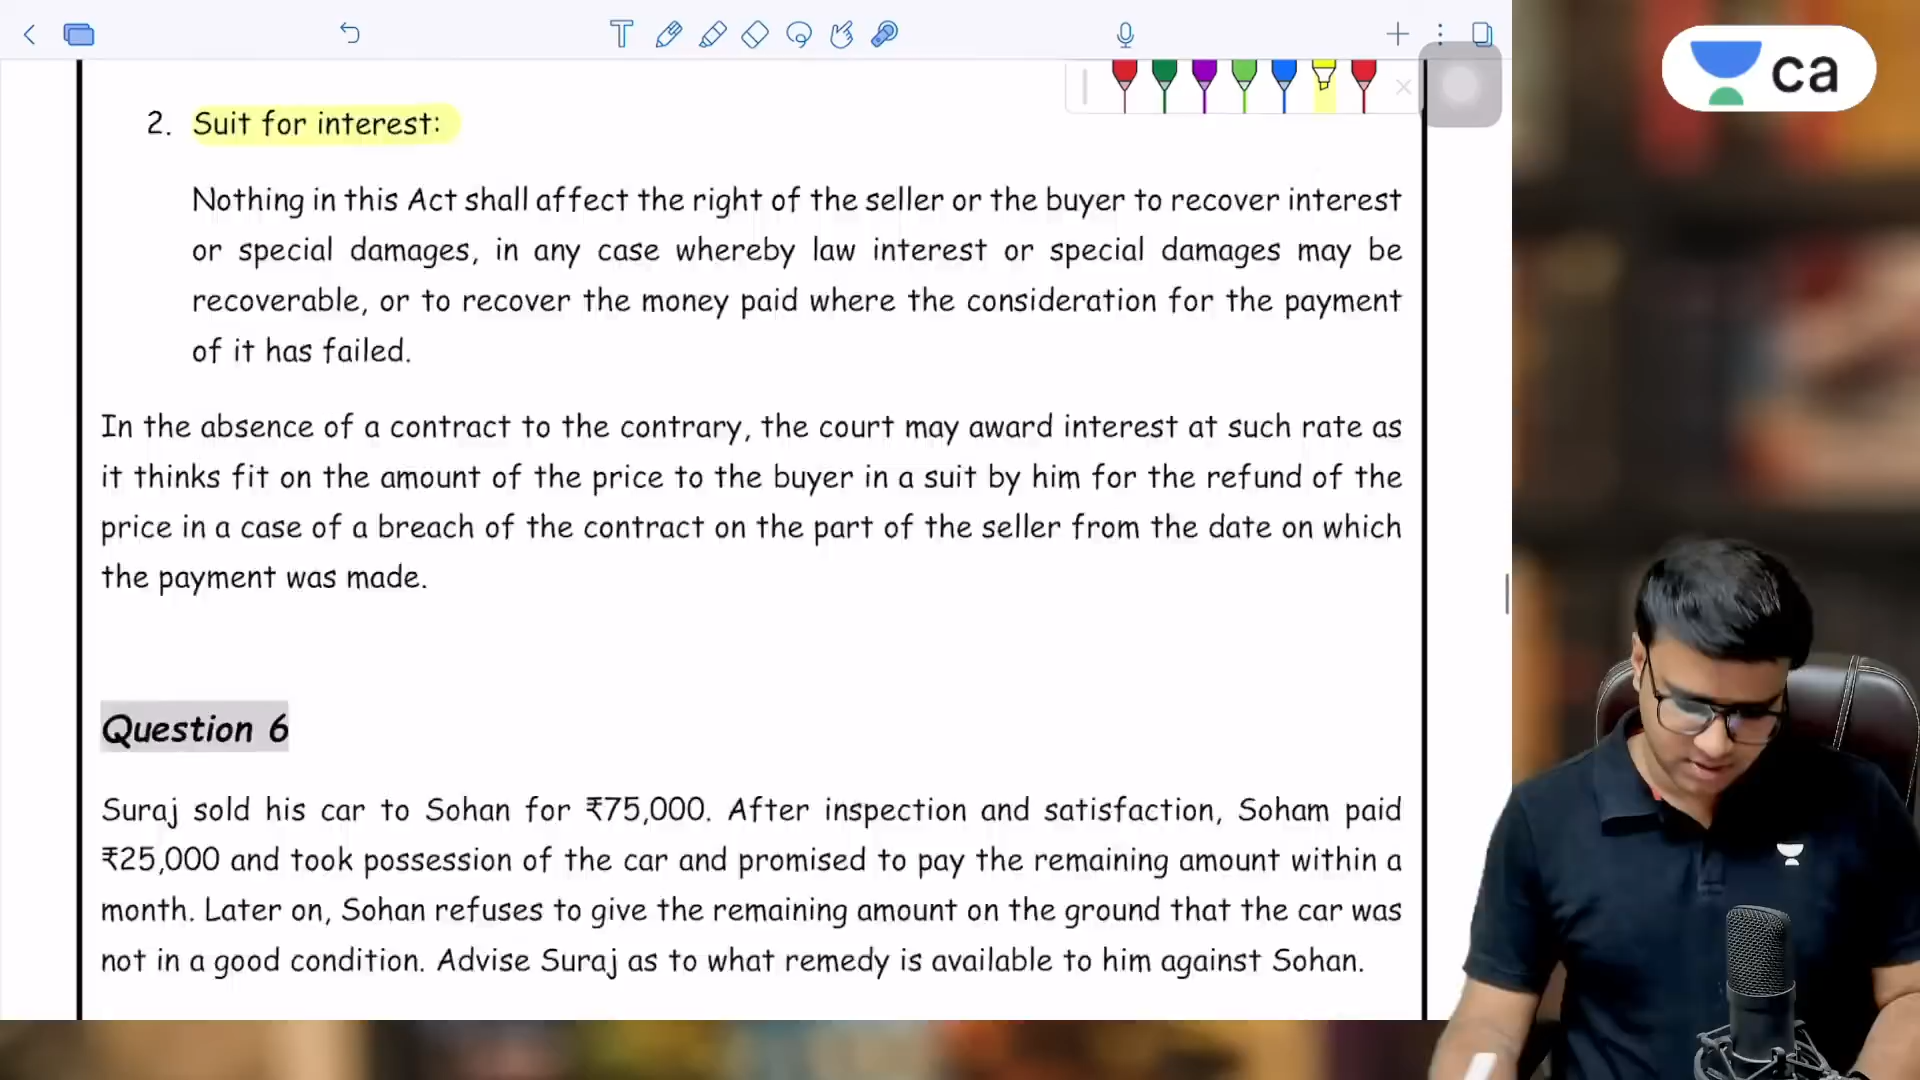 ca
2. Suit for interest:
Nothing in this Act shall affect the right of the seller or the buyer to recover interest
or special damages, in any case whereby law interest or special damages may be
recoverable, or to recover the money paid where the consideration for the payment
of it has failed.
In the absence of a contract to the contrary, the court may award interest at such rate as
it thinks fit on the amount of the price to the buyer in a suit by him for the refund of the
price in a case of a breach of the contract on the part of the seller from the date on which
the payment was made.
Question 6
Suraj sold his car to Sohan for ₹75,000. After inspection and satisfaction, Soham paid
₹25,000 and took possession of the car and promised to pay the remaining amount within a
month. Later on, Sohan refuses to give the remaining amount on the ground that the car was
not in a good condition. Advise Suraj as to what remedy is available to him against Sohan.